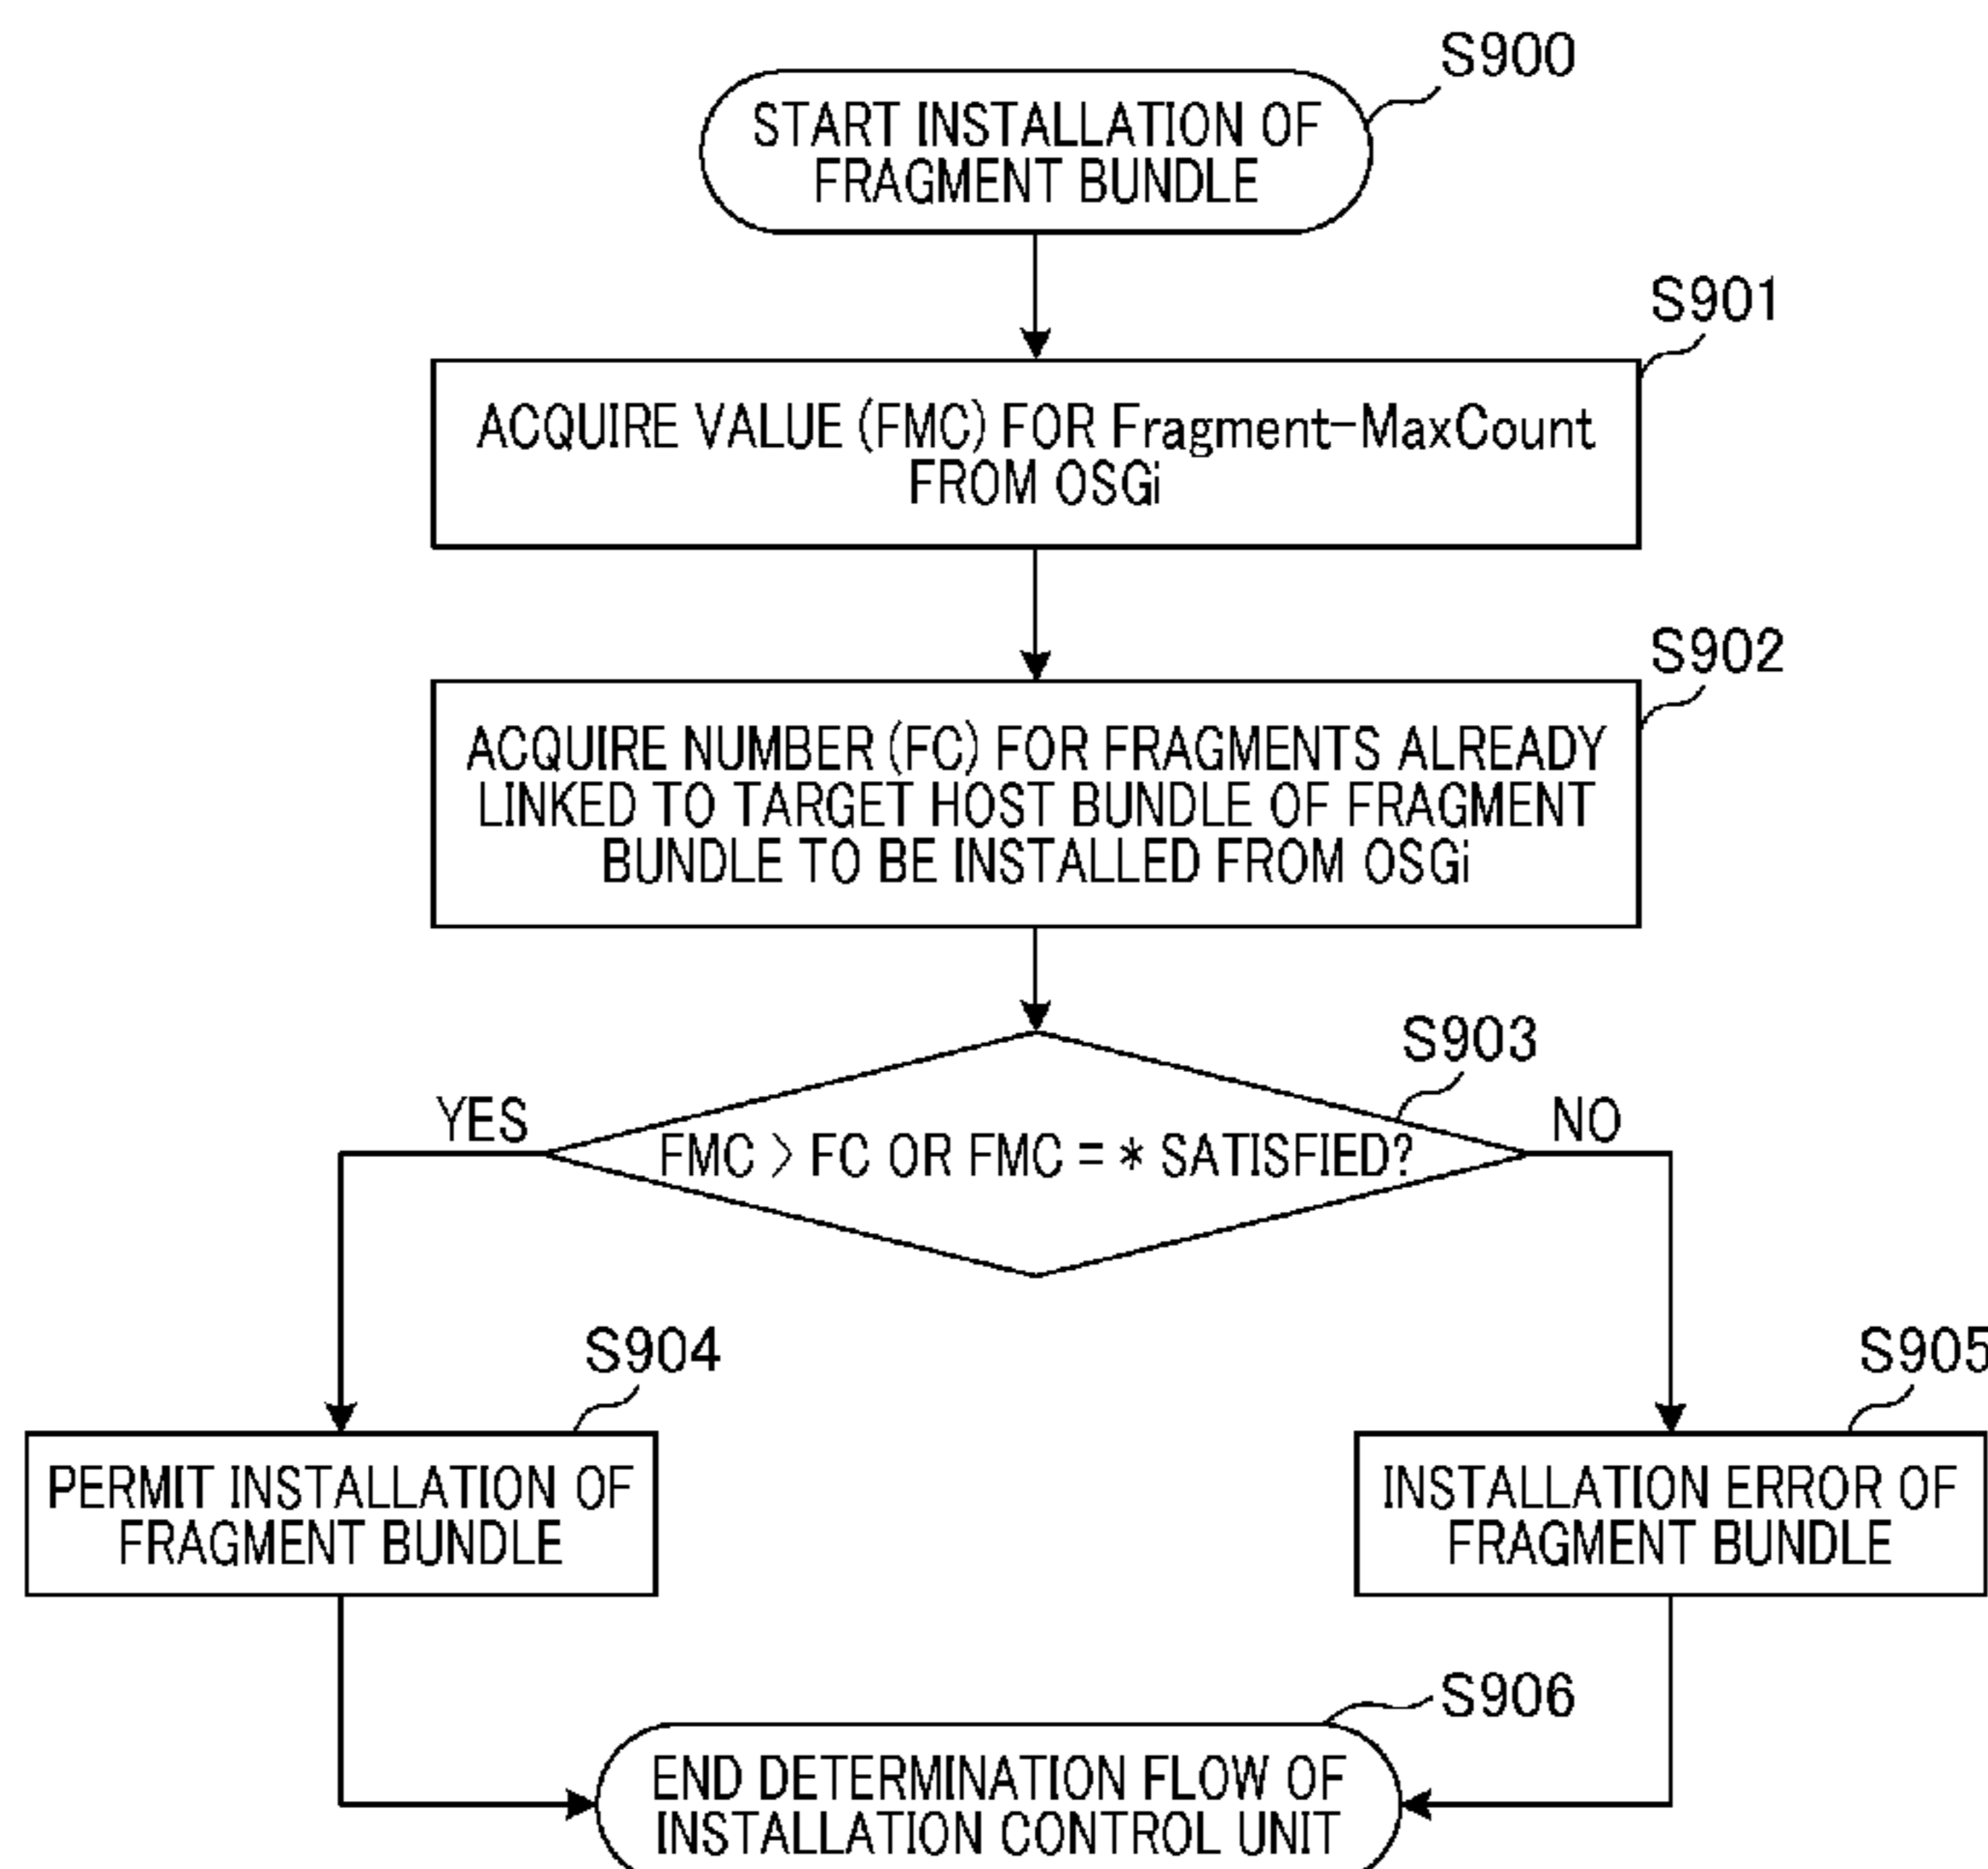 S900
START INSTALLATION OF
FRAGMENT BUNDLE
S901
ACQUIRE VALUE (FMC) FOR Fragment-MaxCount
FROM OSGi
S902
ACQUIRE NUMBER (FC) FOR FRAGMENTS ALREADY
LINKED TO TARGET HOST BUNDLE OF FRAGMENT
BUNDLE TO BE INSTALLED FROM OSGi
S903
YES
NO
FMC > FC OR FMC = * SATISFIED?
S904
S905
PERMIT INSTALLATION OF
FRAGMENT BUNDLE
INSTALLATION ERROR OF
FRAGMENT BUNDLE
S906
END DETERMINATION FLOW OF
INSTALLATION CONTROL UNIT